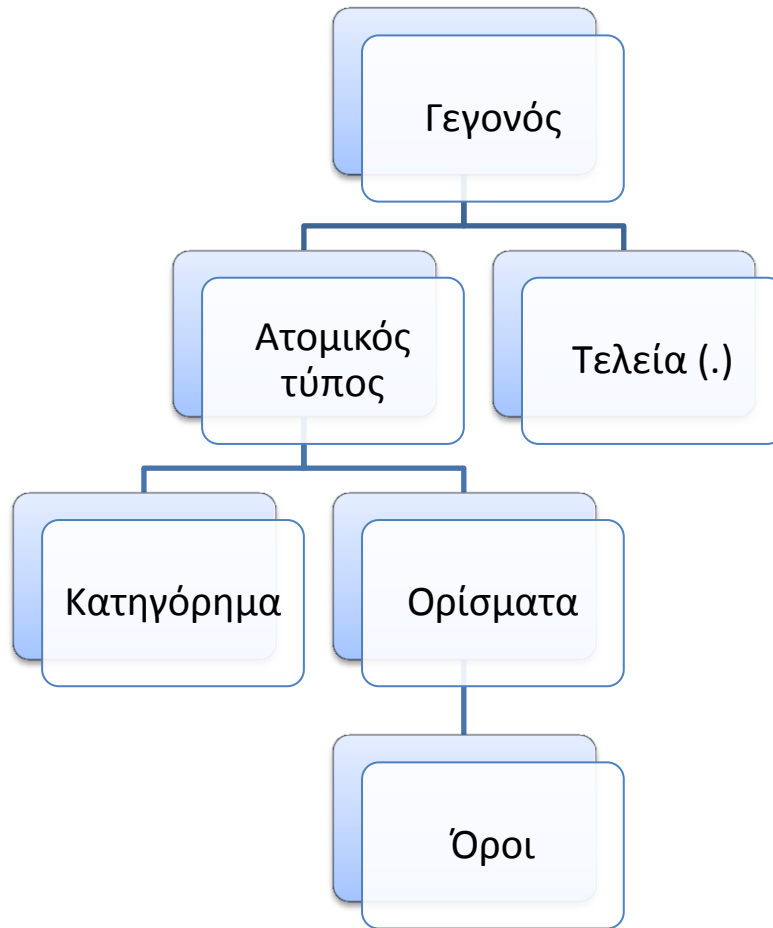 Γεγονός
Ατομικός
τύπος
Τελεία (.)
Κατηγόρημα
Ορίσματα
Όροι